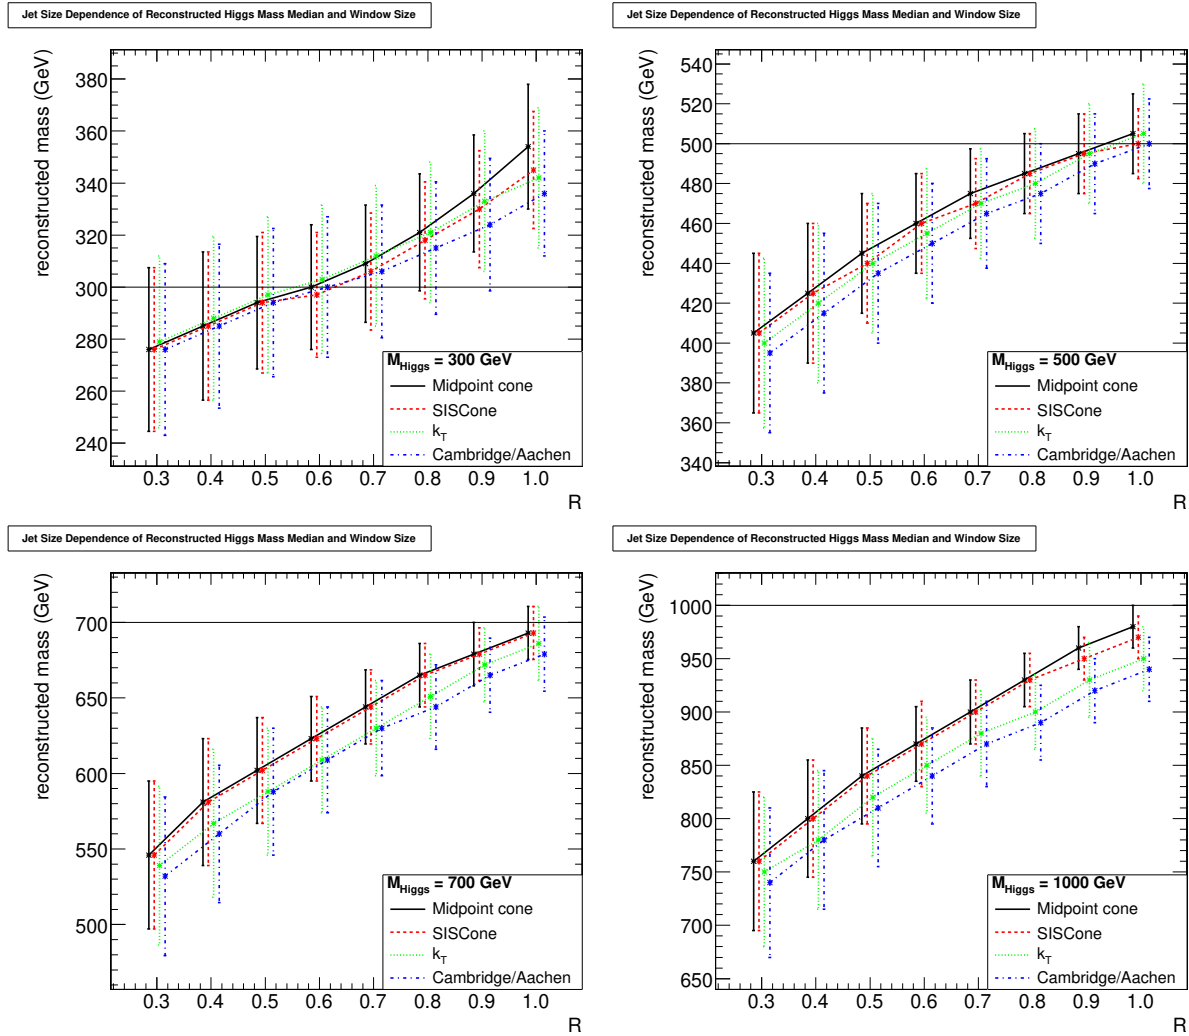 Jet Size Dependence of Reconstructed Higgs Mass Median and Window Size
reconstructed mass (GeV)
380
360
340
320
300
280
260
240
M_Higgs = 300 GeV
Midpoint cone
SISCone
k_T
Cambridge/Aachen
0.3 0.4 0.5 0.6 0.7 0.8 0.9 1.0
R
Jet Size Dependence of Reconstructed Higgs Mass Median and Window Size
reconstructed mass (GeV)
540
520
500
480
460
440
420
400
380
360
340
M_Higgs = 500 GeV
Midpoint cone
SISCone
k_T
Cambridge/Aachen
0.3 0.4 0.5 0.6 0.7 0.8 0.9 1.0
R
Jet Size Dependence of Reconstructed Higgs Mass Median and Window Size
reconstructed mass (GeV)
700
650
600
550
500
M_Higgs = 700 GeV
Midpoint cone
SISCone
k_T
Cambridge/Aachen
0.3 0.4 0.5 0.6 0.7 0.8 0.9 1.0
R
Jet Size Dependence of Reconstructed Higgs Mass Median and Window Size
reconstructed mass (GeV)
1000
950
900
850
800
750
700
650
M_Higgs = 1000 GeV
Midpoint cone
SISCone
k_T
Cambridge/Aachen
0.3 0.4 0.5 0.6 0.7 0.8 0.9 1.0
R